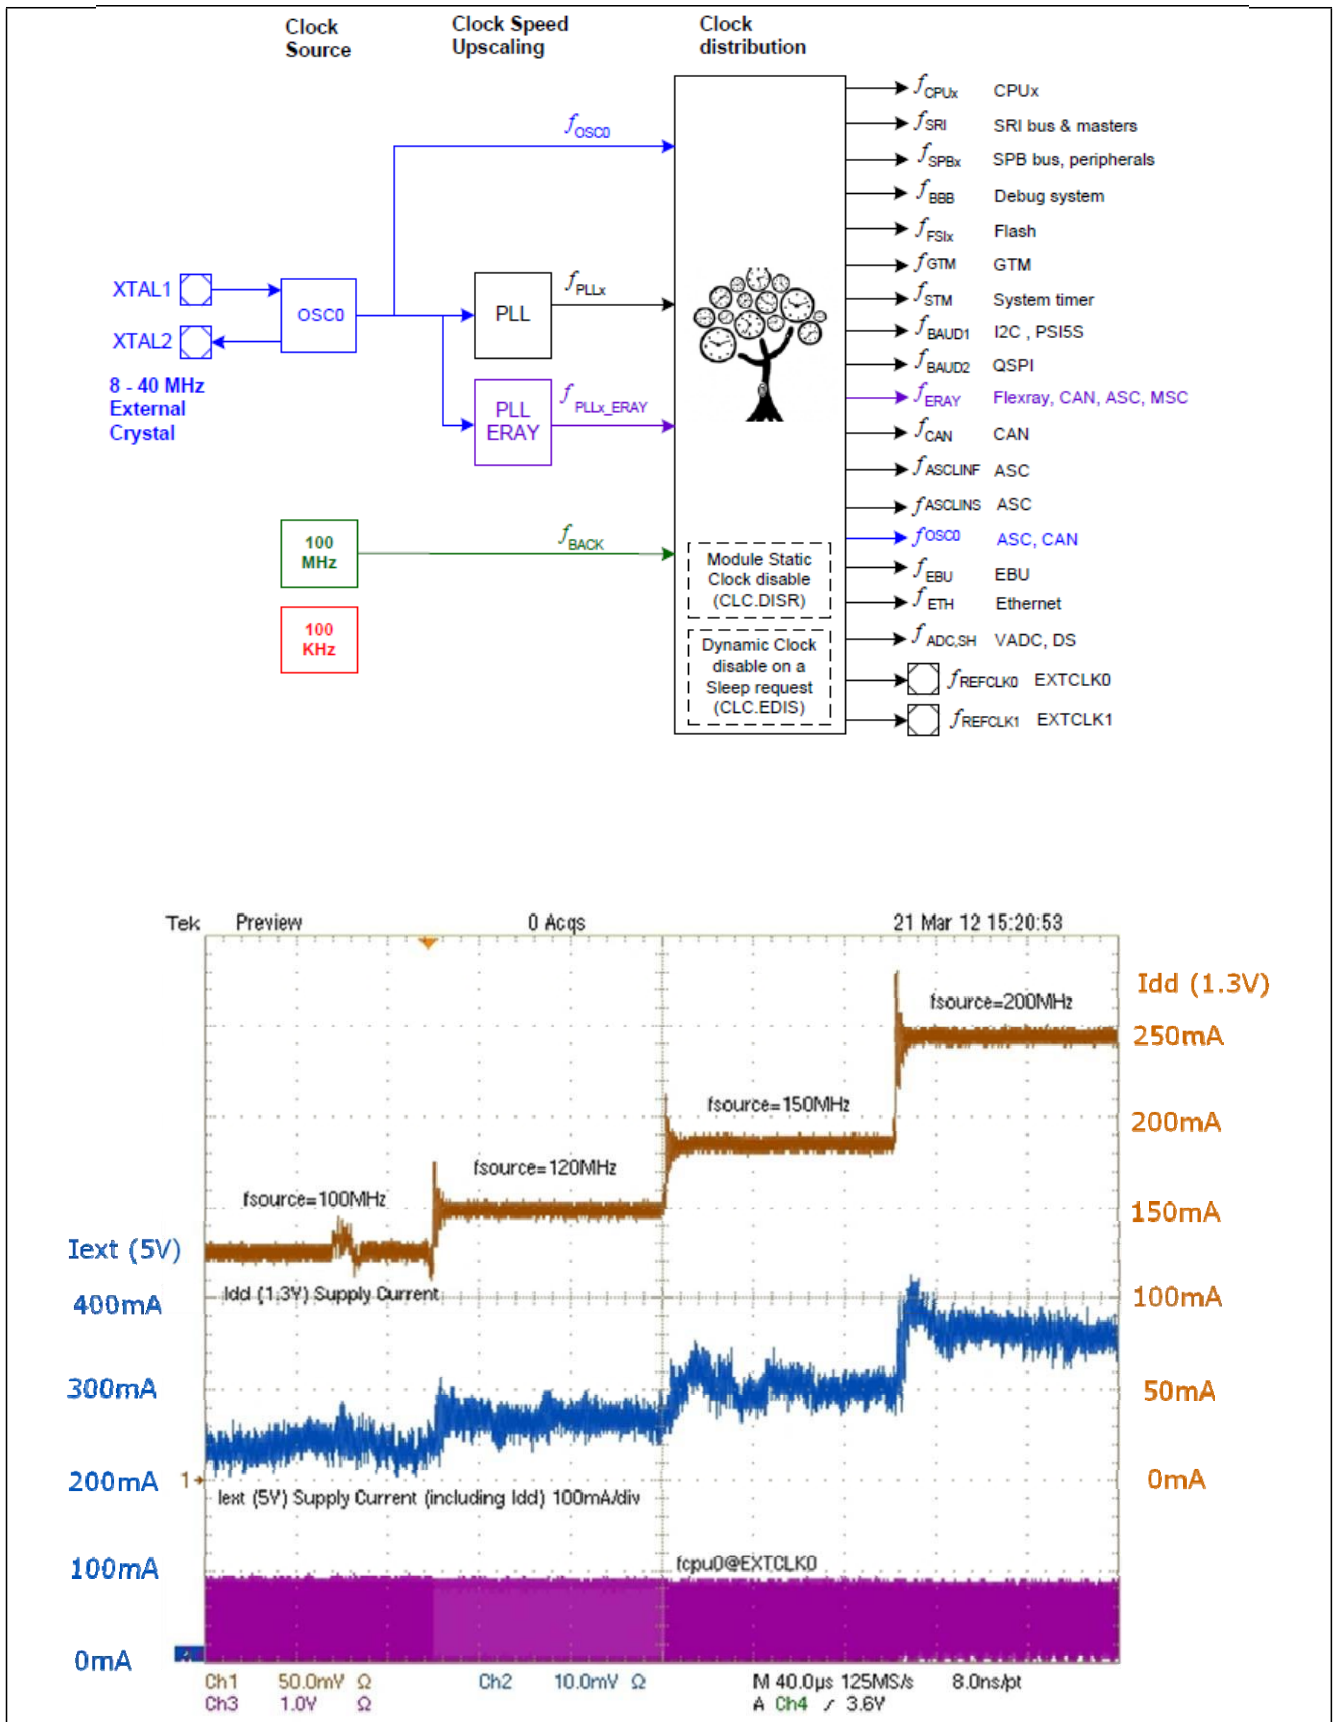 Clock
Source
Clock Speed
Upscaling
Clock
distribution
fOSC0
XTAL1
XTAL2
8 - 40 MHz
External
Crystal
OSC0
PLL
fPLLx
PLL
ERAY
fPLLx_ERAY
100
MHz
fBACK
100
KHz
Module Static
Clock disable
(CLC.DISR)
Dynamic Clock
disable on a
Sleep request
(CLC.EDIS)
fCPUx CPUx
fSRI SRI bus & masters
fSPBx SPB bus, peripherals
fBBB Debug system
fFSIx Flash
fGTM GTM
fSTM System timer
fBAUD1 I2C , PSI5S
fBAUD2 QSPI
fERAY Flexray, CAN, ASC, MSC
fCAN CAN
fASCLINF ASC
fASCLINS ASC
fOSC0 ASC, CAN
fEBU EBU
fETH Ethernet
fADC,SH VADC, DS
fREFCLK0 EXTCLK0
fREFCLK1 EXTCLK1
Tek Preview 0 Acqs 21 Mar 12 15:20:53
Idd (1.3V)
fsource=200MHz
250mA
fsource=150MHz
200mA
fsource=120MHz
fsource=100MHz
150mA
Iext (5V)
Idd (1.3V) Supply Current
400mA
100mA
300mA
50mA
200mA
1
0mA
Iext (5V) Supply Current (including Idd) 100mA/div
100mA
fcpu0@EXTCLK0
0mA
2
Ch1 50.0mV Ω Ch2 10.0mV Ω M 40.0µs 125MS/s 8.0ns/pt
Ch3 1.0V Ω A Ch4 / 3.6V